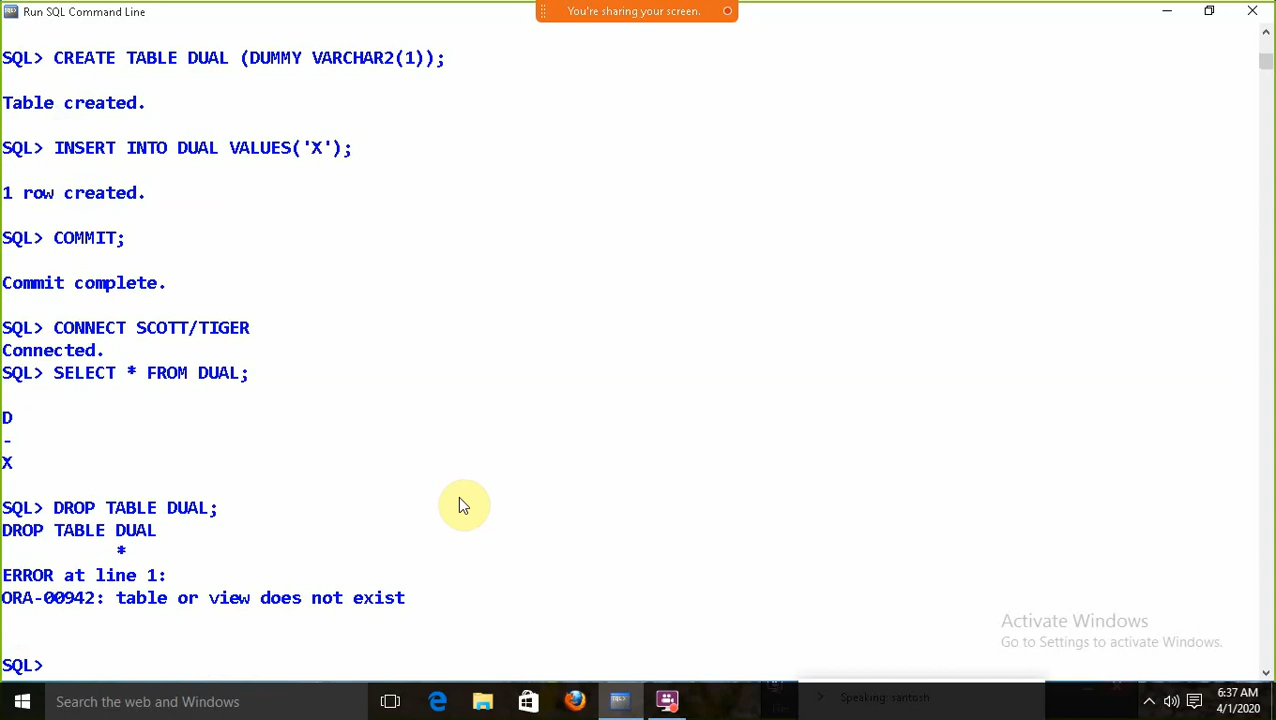 Run SQL Command Line
You're sharing your screen.
SQL> CREATE TABLE DUAL (DUMMY VARCHAR2(1));
Table created.
SQL> INSERT INTO DUAL VALUES('X');
1 row created.
SQL> COMMIT;
Commit complete.
SQL> CONNECT SCOTT/TIGER
Connected.
SQL> SELECT * FROM DUAL;
D
-
X
SQL> DROP TABLE DUAL;
DROP TABLE DUAL
*
ERROR at line 1:
ORA-00942: table or view does not exist
SQL>
Activate Windows
Go to Settings to activate Windows.
Search the web and Windows
Speaking: santosh
6:37 AM
4/1/2020